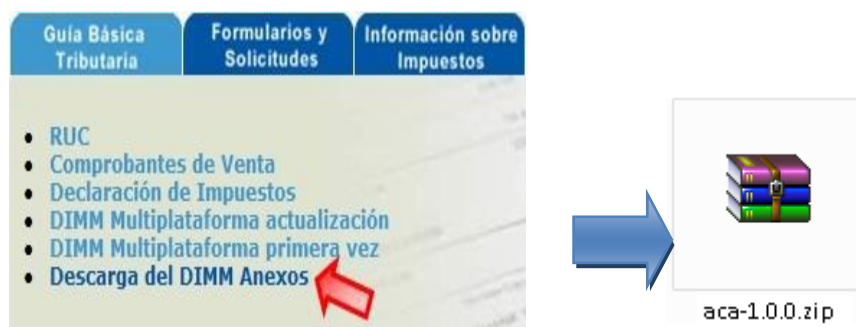 Guía Básica Tributaria
Formularios y Solicitudes
Información sobre Impuestos
• RUC
• Comprobantes de Venta
• Declaración de Impuestos
• DIMM Multiplataforma actualización
• DIMM Multiplataforma primera vez
• Descarga del DIMM Anexos
aca-1.0.0.zip